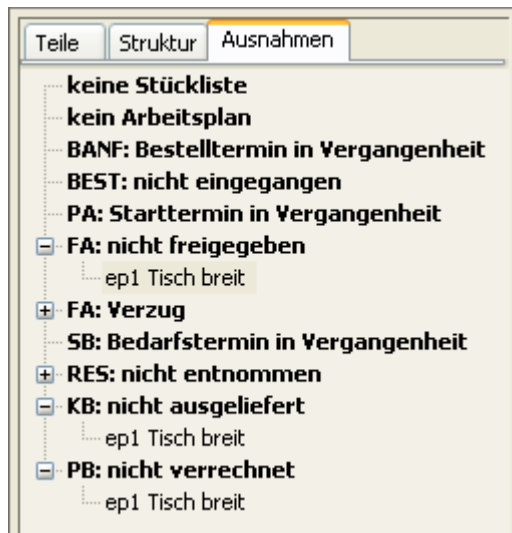 Teile Struktur Ausnahmen
keine Stückliste
kein Arbeitsplan
BANF: Bestelltermin in Vergangenheit
BEST: nicht eingegangen
PA: Starttermin in Vergangenheit
FA: nicht freigegeben
ep1 Tisch breit
FA: Verzug
SB: Bedarfstermin in Vergangenheit
RES: nicht entnommen
KB: nicht ausgeliefert
ep1 Tisch breit
PB: nicht verrechnet
ep1 Tisch breit